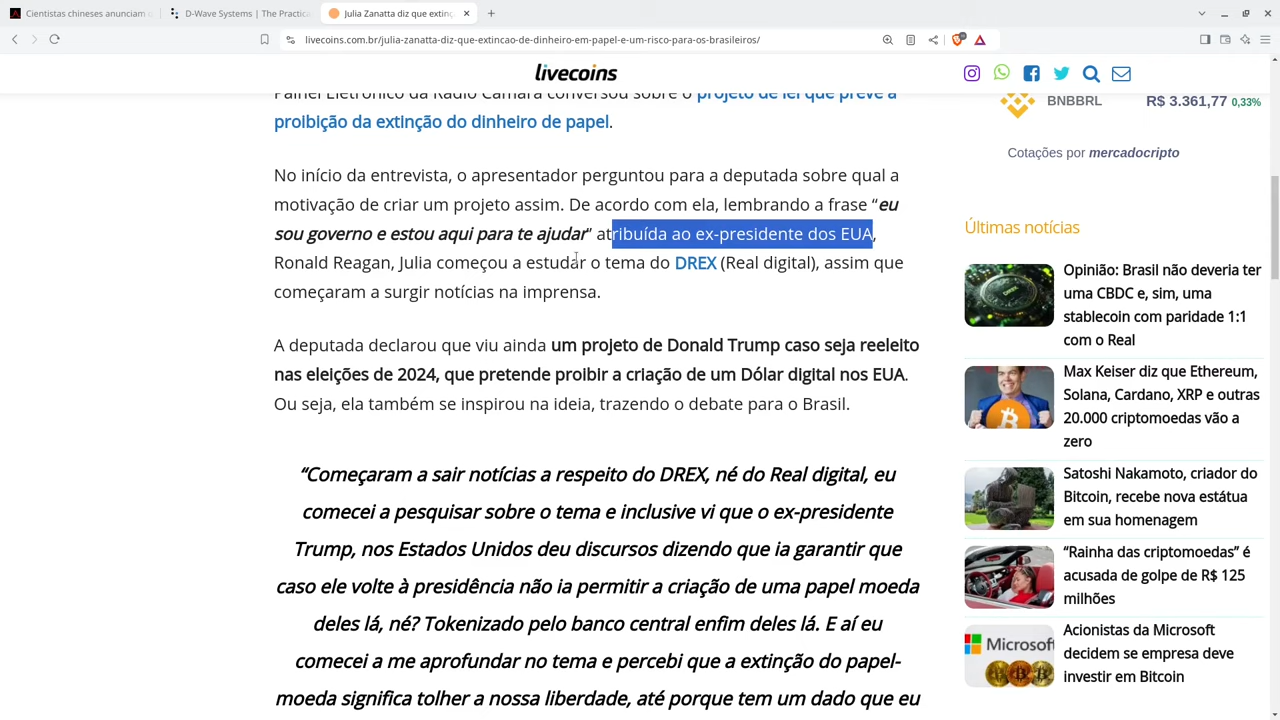 Cientistas chineses anunciam o
D-Wave Systems | The Practica
Julia Zanatta diz que extinç
livecoins.com.br/julia-zanatta-diz-que-extincao-de-dinheiro-em-papel-e-um-risco-para-os-brasileiros/
livecoins
Painel Eletrônico da Rádio Câmara conversou sobre o projeto de lei que prevê a
proibição da extinção do dinheiro de papel.
No início da entrevista, o apresentador perguntou para a deputada sobre qual a
motivação de criar um projeto assim. De acordo com ela, lembrando a frase “eu
sou governo e estou aqui para te ajudar” atribuída ao ex-presidente dos EUA,
Ronald Reagan, Julia começou a estudar o tema do DREX (Real digital), assim que
começaram a surgir notícias na imprensa.
A deputada declarou que viu ainda um projeto de Donald Trump caso seja reeleito
nas eleições de 2024, que pretende proibir a criação de um Dólar digital nos EUA.
Ou seja, ela também se inspirou na ideia, trazendo o debate para o Brasil.
“Começaram a sair notícias a respeito do DREX, né do Real digital, eu
comecei a pesquisar sobre o tema e inclusive vi que o ex-presidente
Trump, nos Estados Unidos deu discursos dizendo que ia garantir que
caso ele volte à presidência não ia permitir a criação de uma papel moeda
deles lá, né? Tokenizado pelo banco central enfim deles lá. E aí eu
comecei a me aprofundar no tema e percebi que a extinção do papel-
moeda significa tolher a nossa liberdade, até porque tem um dado que eu
BNBBRL R$ 3.361,77 0,33%
Cotações por mercadocripto
Últimas notícias
Opinião: Brasil não deveria ter
uma CBDC e, sim, uma
stablecoin com paridade 1:1
com o Real
Max Keiser diz que Ethereum,
Solana, Cardano, XRP e outras
20.000 criptomoedas vão a
zero
Satoshi Nakamoto, criador do
Bitcoin, recebe nova estátua
em sua homenagem
“Rainha das criptomoedas” é
acusada de golpe de R$ 125
milhões
Microsoft
Acionistas da Microsoft
decidem se empresa deve
investir em Bitcoin